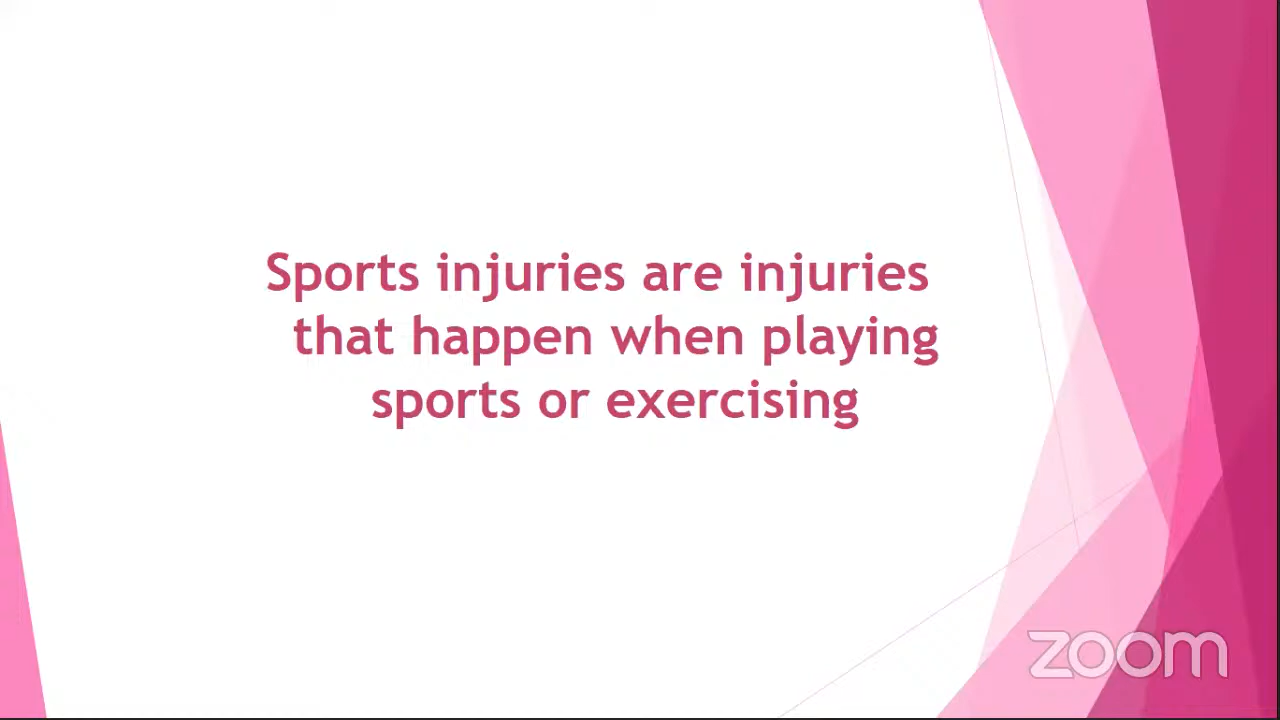 Sports injuries are injuries
that happen when playing
sports or exercising
zoom